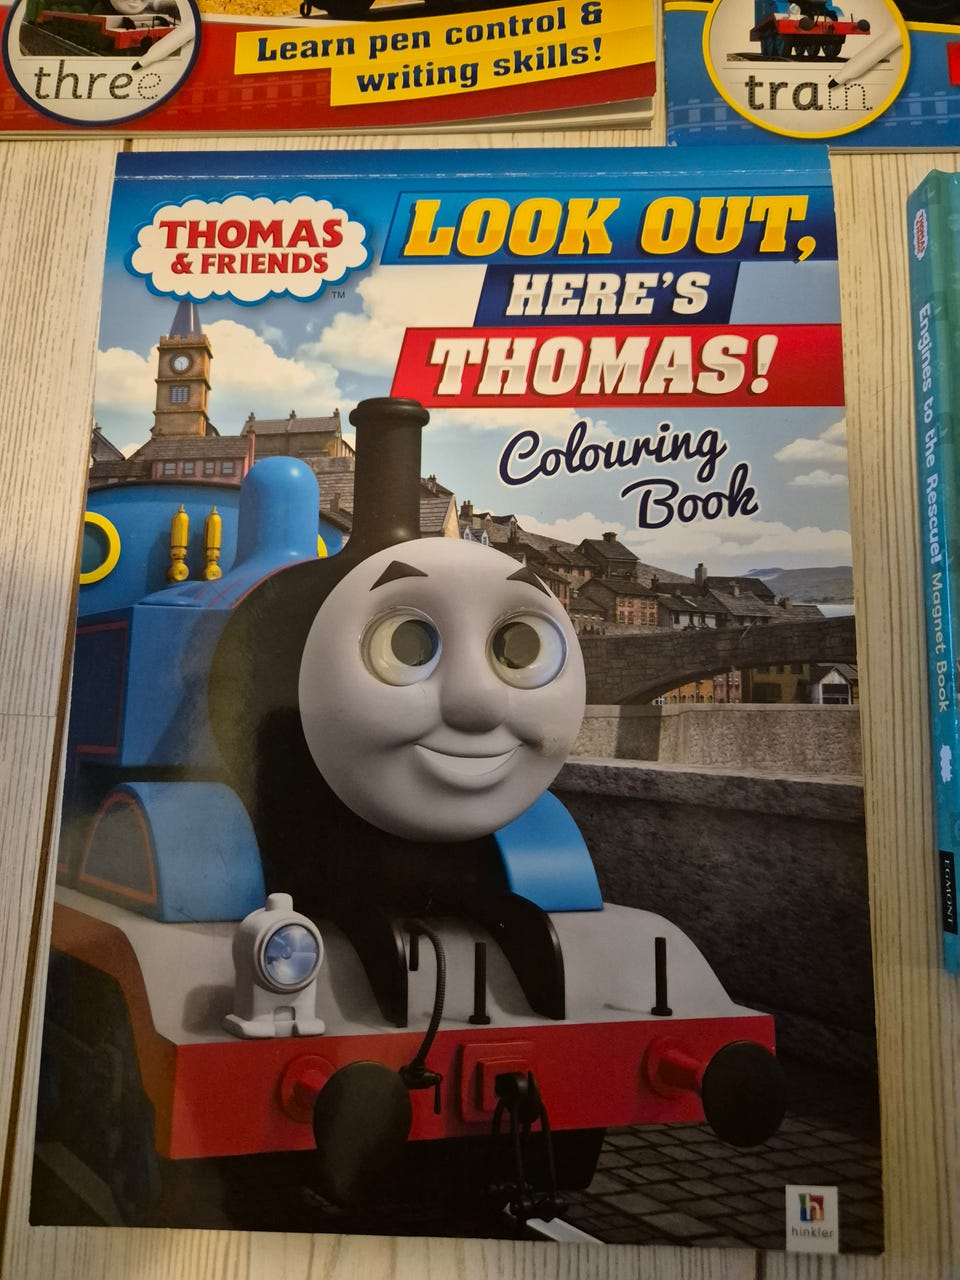 three
Learn pen control &
writing skills!
train
THOMAS
& FRIENDS
TM
LOOK OUT,
HERE'S
THOMAS!
Colouring
Book
Engines to the Rescue! Magnet Book
EGMONT
h
hinkler